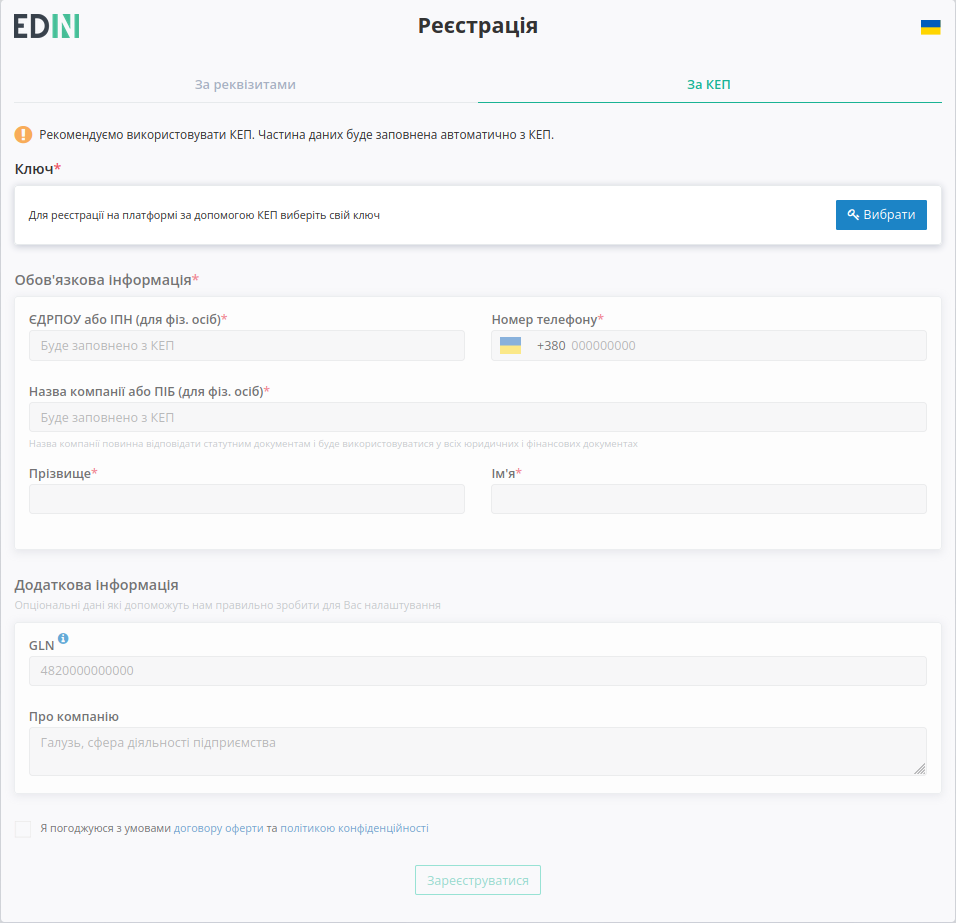 EDIN
Реєстрація
За реквізитами
За КЕП
Рекомендуємо використовувати КЕП. Частина даних буде заповнена автоматично з КЕП.
Ключ*
Для реєстрації на платформі за допомогою КЕП виберіть свій ключ
Вибрати
Обов'язкова інформація*
ЄДРПОУ або ІПН (для фіз. осіб)*
Номер телефону*
Буде заповнено з КЕП
+380 000000000
Назва компанії або ПІБ (для фіз. осіб)*
Буде заповнено з КЕП
Назва компанії повинна відповідати статутним документам і буде використовуватися у всіх юридичних і фінансових документах
Прізвище*
Ім'я*
Додаткова інформація
Опціональні дані які допоможуть нам правильно зробити для Вас налаштування
GLN
4820000000000
Про компанію
Галузь, сфера діяльності підприємства
Я погоджуюся з умовами договору оферти та політикою конфіденційності
Зареєструватися